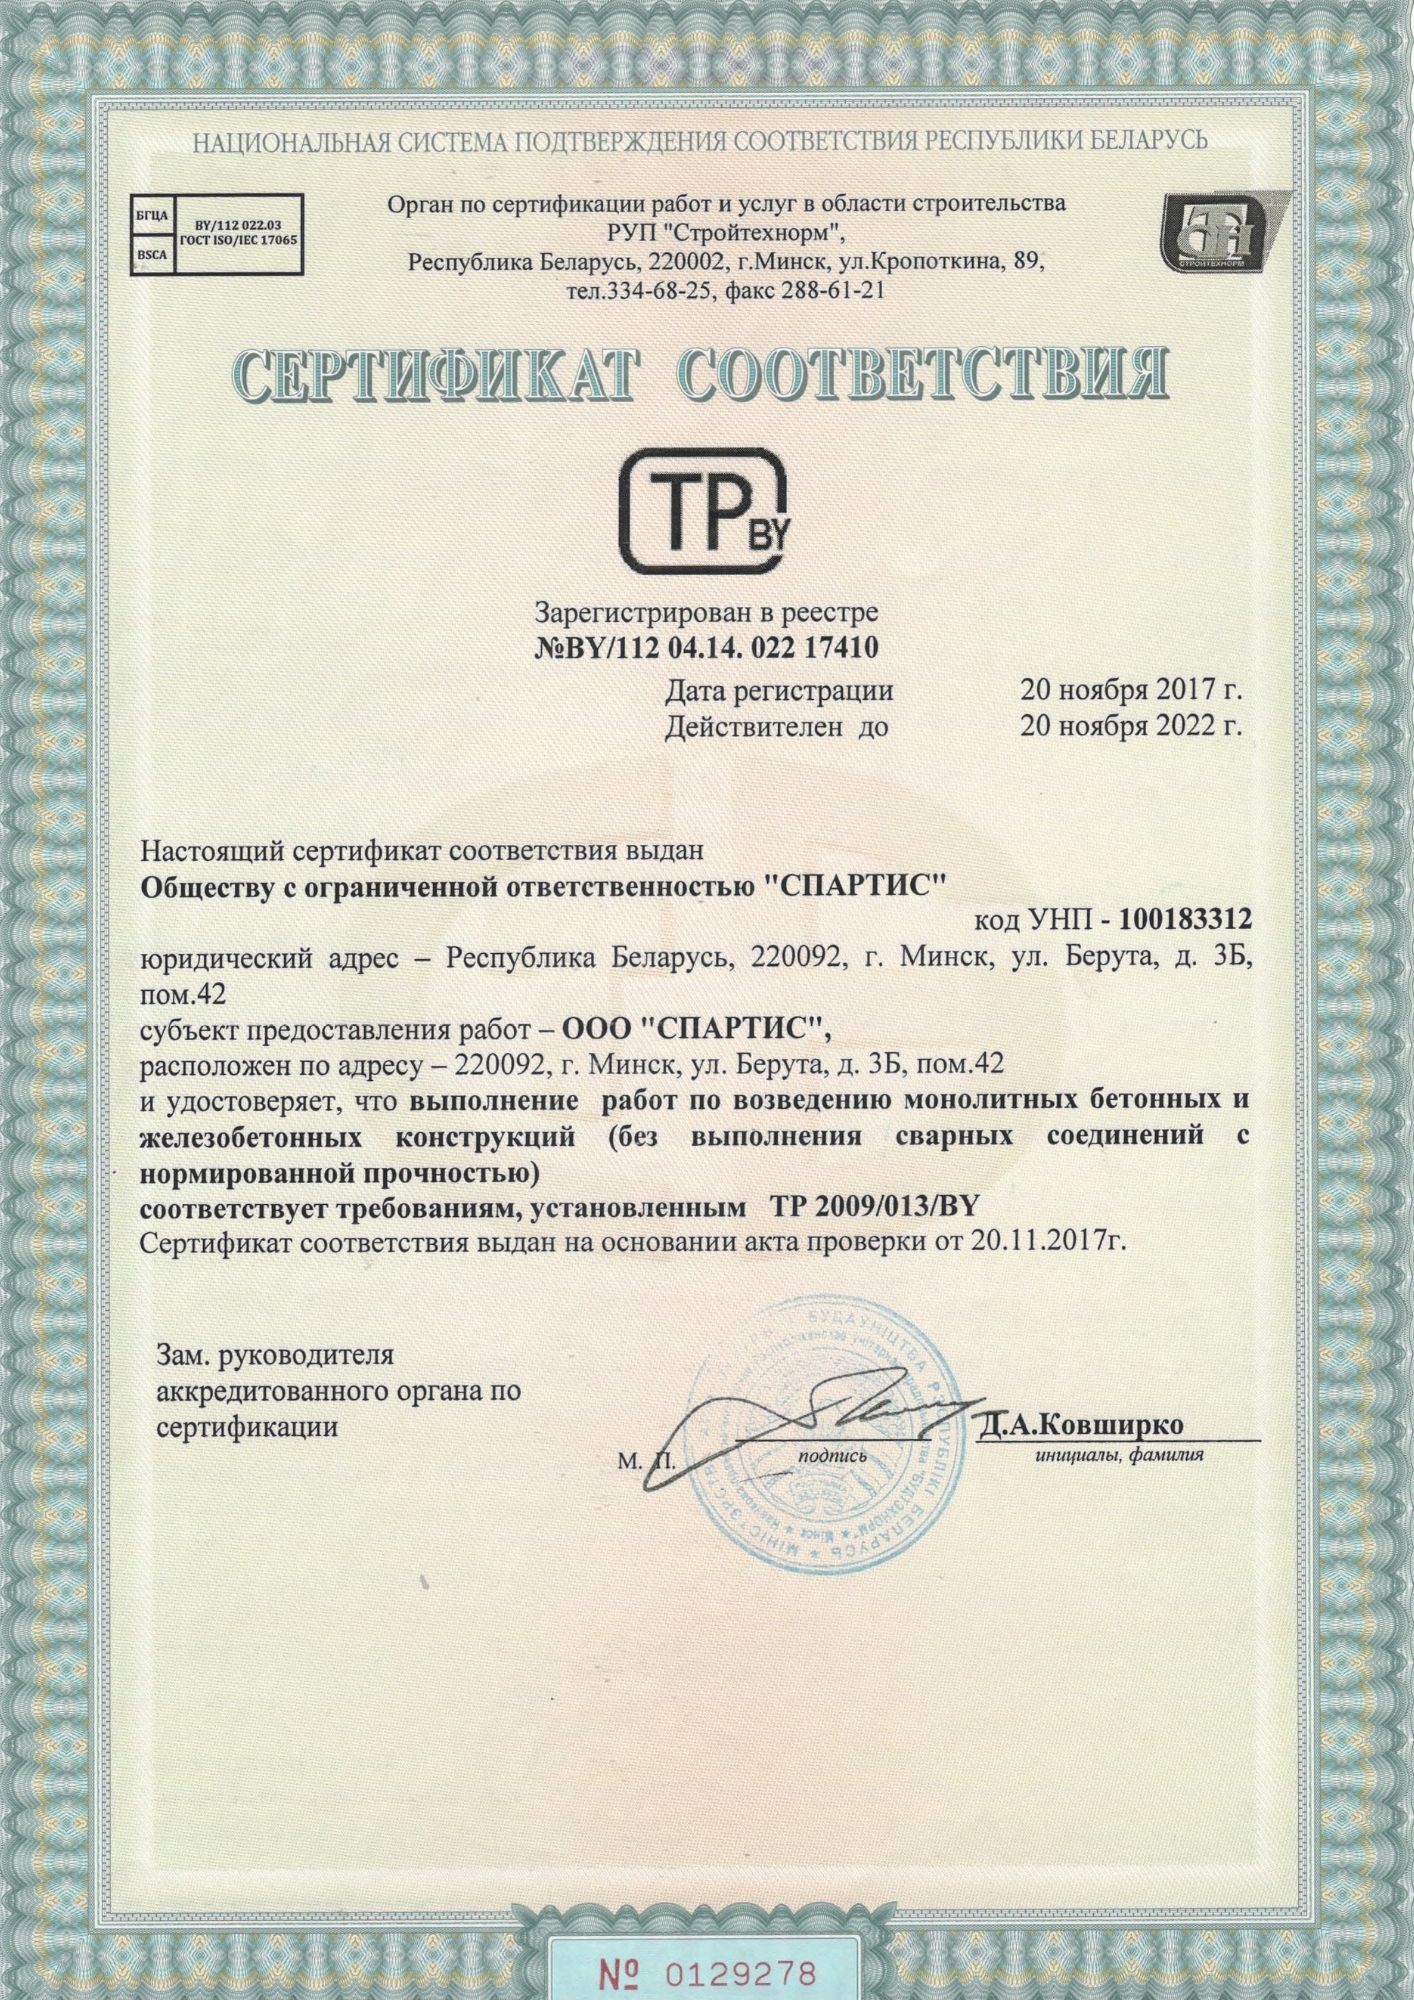 НАЦИОНАЛЬНАЯ СИСТЕМА ПОДТВЕРЖДЕНИЯ СООТВЕТСТВИЯ РЕСПУБЛИКИ БЕЛАРУСЬ
БГЦА
BSCA
BY/112 022.03
ГОСТ ISO/IEC 17065
Орган по сертификации работ и услуг в области строительства
РУП "Стройтехнорм",
Республика Беларусь, 220002, г.Минск, ул.Кропоткина, 89,
тел.334-68-25, факс 288-61-21
СТН
СТРОЙТЕХНОРМ
СЕРТИФИКАТ СООТВЕТСТВИЯ
ТР BY
Зарегистрирован в реестре
№BY/112 04.14. 022 17410
Дата регистрации 20 ноября 2017 г.
Действителен до 20 ноября 2022 г.
Настоящий сертификат соответствия выдан
Обществу с ограниченной ответственностью "СПАРТИС"
код УНП - 100183312
юридический адрес – Республика Беларусь, 220092, г. Минск, ул. Берута, д. 3Б,
пом.42
субъект предоставления работ – ООО "СПАРТИС",
расположен по адресу – 220092, г. Минск, ул. Берута, д. 3Б, пом.42
и удостоверяет, что выполнение работ по возведению монолитных бетонных и
железобетонных конструкций (без выполнения сварных соединений с
нормированной прочностью)
соответствует требованиям, установленным ТР 2009/013/BY
Сертификат соответствия выдан на основании акта проверки от 20.11.2017г.
Зам. руководителя
аккредитованного органа по
сертификации
М. П.
подпись
Д.А.Ковширко
инициалы, фамилия
БУДАЎНІЦТВА РЭСПУБЛІКІ БЕЛАРУСЬ * МІНІСТЭРСТВА
"БУДТЭХНОРМ" * Мінск *
№ 0129278